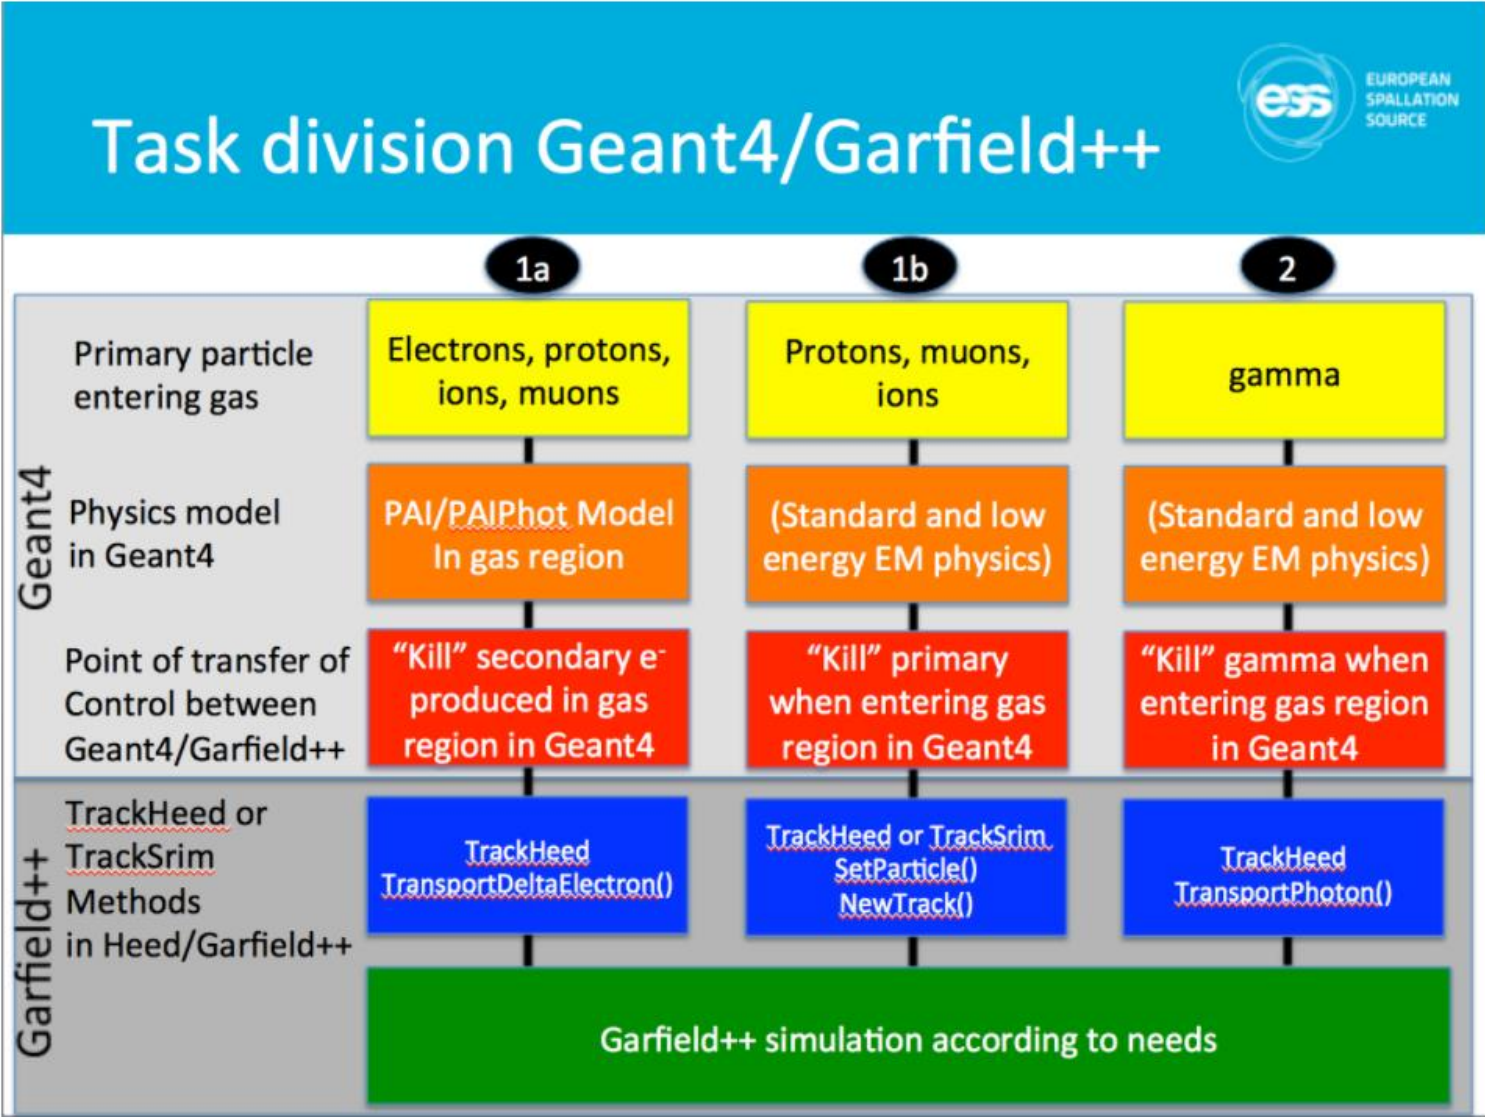 ess
EUROPEAN
SPALLATION
SOURCE
Task division Geant4/Garfield++
1a
1b
2
Geant4
Primary particle
entering gas
Electrons, protons,
ions, muons
Protons, muons,
ions
gamma
Physics model
in Geant4
PAI/PAIPhot Model
In gas region
(Standard and low
energy EM physics)
(Standard and low
energy EM physics)
Point of transfer of
Control between
Geant4/Garfield++
“Kill” secondary e-
produced in gas
region in Geant4
“Kill” primary
when entering gas
region in Geant4
“Kill” gamma when
entering gas region
in Geant4
Garfield++
TrackHeed or
TrackSrim
Methods
in Heed/Garfield++
TrackHeed
TransportDeltaElectron()
TrackHeed or TrackSrim
SetParticle()
NewTrack()
TrackHeed
TransportPhoton()
Garfield++ simulation according to needs